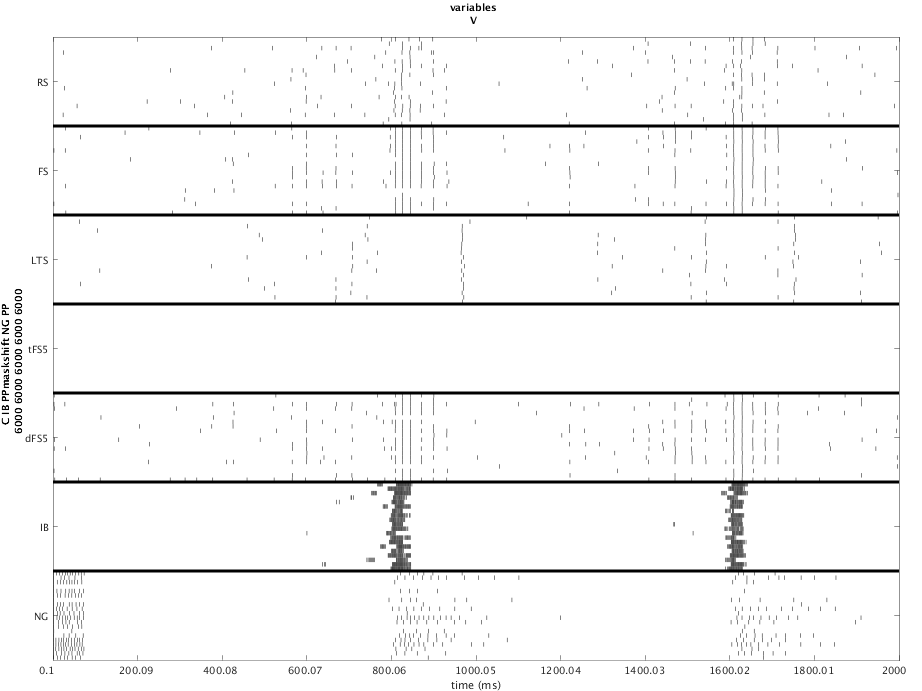 variables
V
RS
FS
LTS
tFS5
dFS5
IB
NG
C IB PPmaskshift NG PP
6000 6000 6000 6000 6000
0.1 200.09 400.08 600.07 800.06 1000.05 1200.04 1400.03 1600.02 1800.01 2000
time (ms)